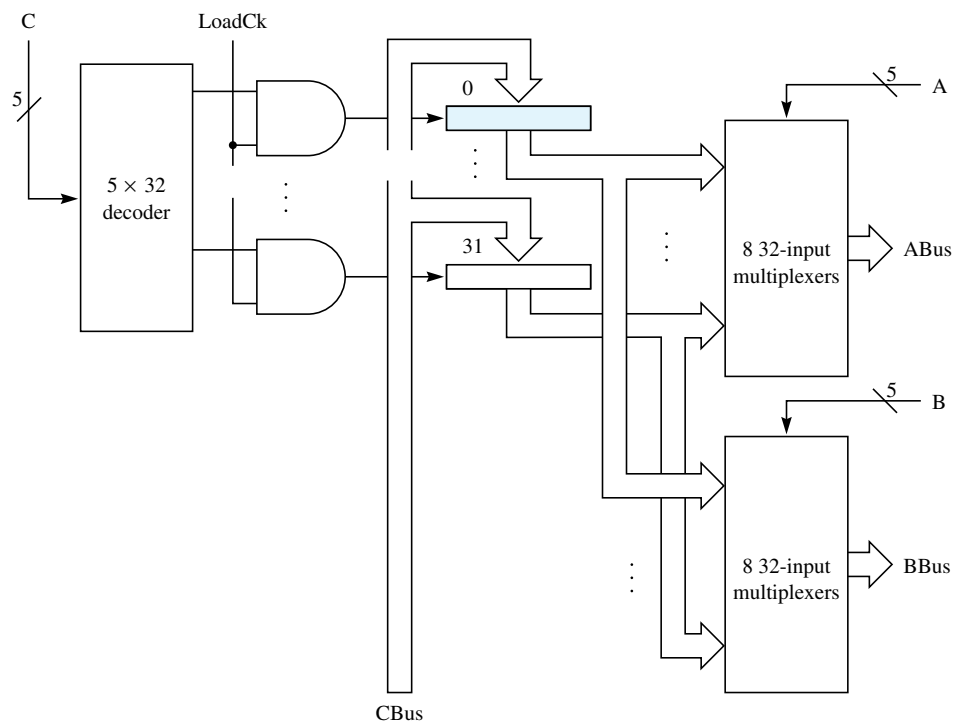 C
LoadCk
5
5 × 32
decoder
0
31
5
A
8 32-input
multiplexers
ABus
5
B
8 32-input
multiplexers
BBus
CBus